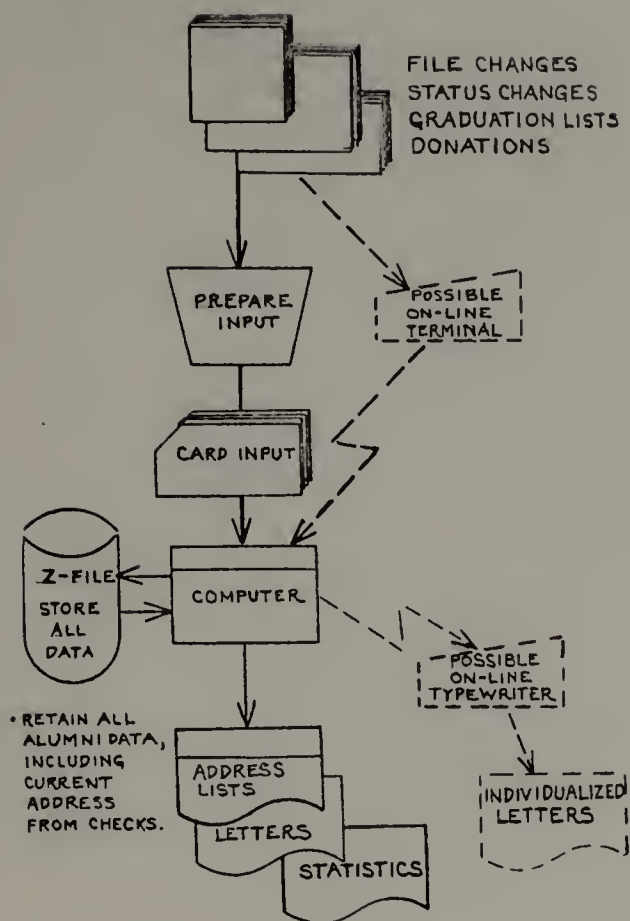 FILE CHANGES
STATUS CHANGES
GRADUATION LISTS
DONATIONS
PREPARE
INPUT
POSSIBLE
ON-LINE
TERMINAL
CARD INPUT
Z-FILE
STORE
ALL
DATA
COMPUTER
POSSIBLE
ON-LINE
TYPEWRITER
• RETAIN ALL
ALUMNI DATA,
INCLUDING
CURRENT
ADDRESS
FROM CHECKS.
ADDRESS
LISTS
LETTERS
STATISTICS
INDIVIDUALIZED
LETTERS